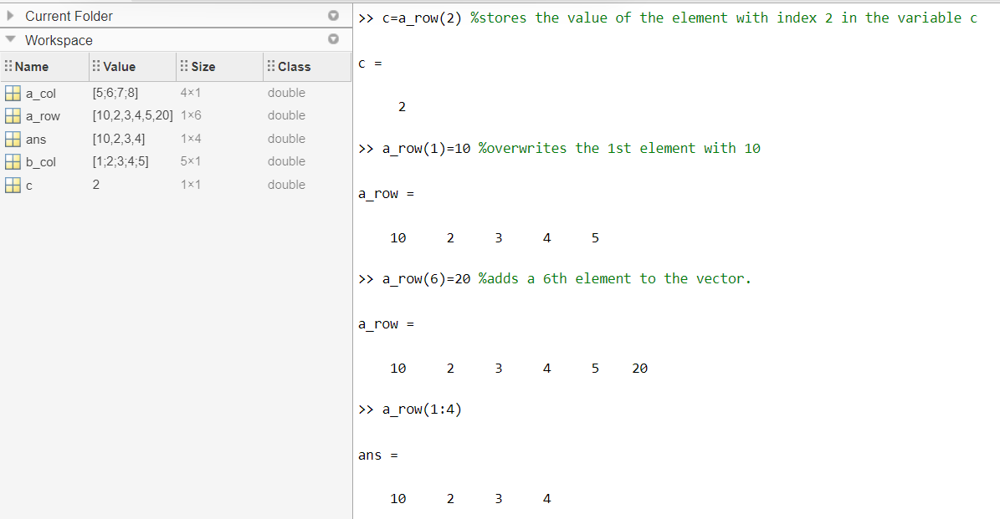 Current Folder
Workspace
Name Value Size Class
a_col [5;6;7;8] 4×1 double
a_row [10,2,3,4,5,20] 1×6 double
ans [10,2,3,4] 1×4 double
b_col [1;2;3;4;5] 5×1 double
c 2 1×1 double
>> c=a_row(2) %stores the value of the element with index 2 in the variable c
c =
2
>> a_row(1)=10 %overwrites the 1st element with 10
a_row =
10 2 3 4 5
>> a_row(6)=20 %adds a 6th element to the vector.
a_row =
10 2 3 4 5 20
>> a_row(1:4)
ans =
10 2 3 4